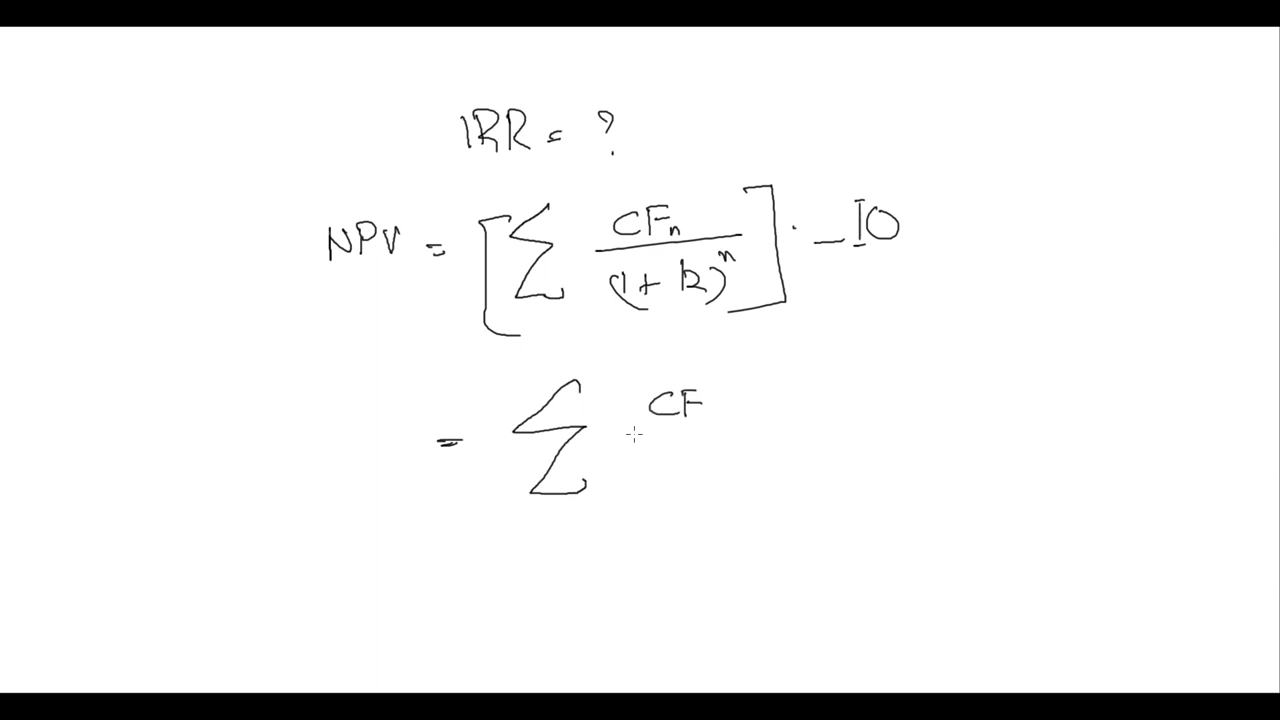 IRR = ?
NPV = [ Σ CFₙ / (1 + k)ⁿ ] . - IO
= Σ CF